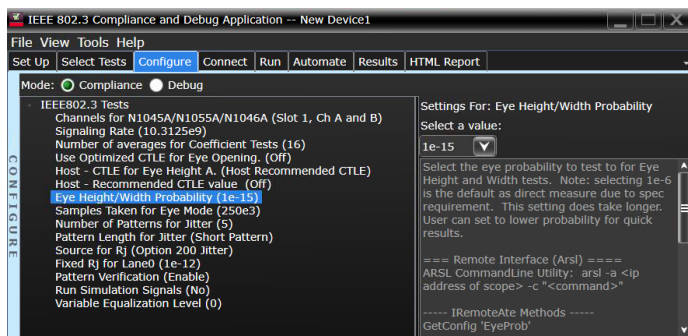 IEEE 802.3 Compliance and Debug Application -- New Device1
File View Tools Help
Set Up Select Tests Configure Connect Run Automate Results HTML Report
Mode: Compliance Debug
CONFIGURE
IEEE802.3 Tests
Channels for N1045A/N1055A/N1046A (Slot 1, Ch A and B)
Signaling Rate (10.3125e9)
Number of averages for Coefficient Tests (16)
Use Optimized CTLE for Eye Opening. (Off)
Host - CTLE for Eye Height A. (Host Recommended CTLE)
Host - Recommended CTLE value (Off)
Eye Height/Width Probability (1e-15)
Samples Taken for Eye Mode (250e3)
Number of Patterns for Jitter (5)
Pattern Length for Jitter (Short Pattern)
Source for Rj (Option 200 Jitter)
Fixed Rj for Lane0 (1e-12)
Pattern Verification (Enable)
Run Simulation Signals (No)
Variable Equalization Level (0)
Settings For: Eye Height/Width Probability
Select a value:
1e-15
Select the eye probability to test to for Eye
Height and Width tests. Note: selecting 1e-6
is the default as direct measure due to spec
requirement. This setting does take longer.
User can set to lower probability for quick
results.
=== Remote Interface (Arsl) ====
ARSL CommandLine Utility: arsl -a <ip
address of scope> -c "<command>"
----- IRemoteAte Methods -----
GetConfig 'EyeProb'